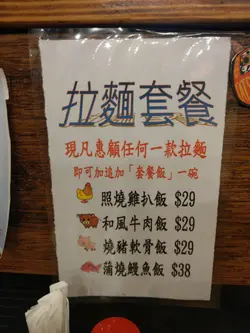 拉麵套餐
現凡惠顧任何一款拉麵
即可加追加「套餐飯」一碗
照燒雞扒飯 $29
和風牛肉飯 $29
燒豬軟骨飯 $29
蒲燒鰻魚飯 $38